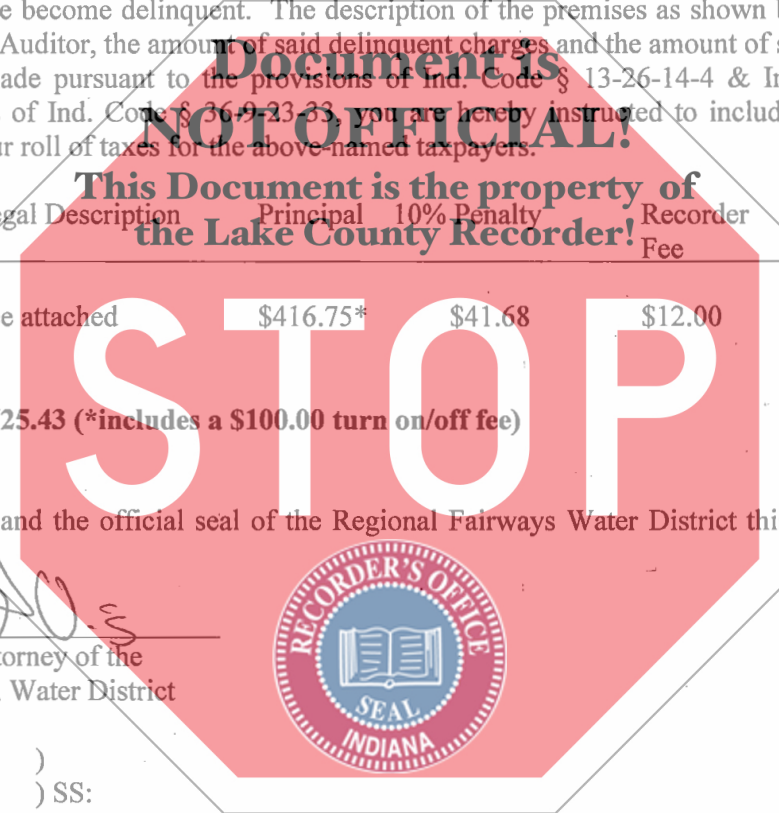 e become delinquent. The description of the premises as shown
Auditor, the amount of said delinquent charges and the amount of
Document is
ade pursuant to the provisions of Ind. Code § 13-26-14-4 &
of Ind. Code § 36-9-23-33, you are hereby instructed to includ
NOT OFFICIAL!
r roll of taxes for the above-named taxpayers.
This Document is the property of
the Lake County Recorder!
gal Description Principal 10% Penalty Recorder
Fee
e attached $416.75* $41.68 $12.00
STOP
25.43 (*includes a $100.00 turn on/off fee)
and the official seal of the Regional Fairways Water District thi
RECORDER'S OFFICE
SEAL
INDIANA
torney of the
Water District
)
) SS: